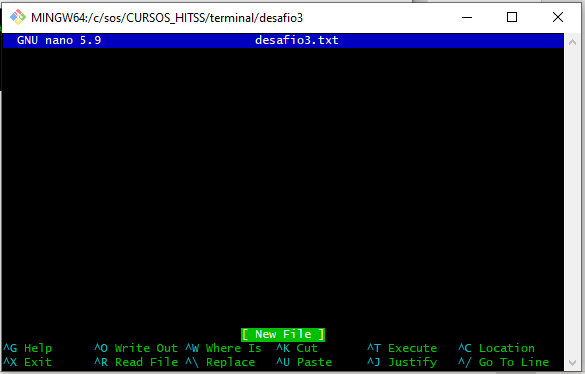 MINGW64:/c/sos/CURSOS_HITSS/terminal/desafio3
GNU nano 5.9 desafio3.txt
[ New File ]
^G Help ^O Write Out ^W Where Is ^K Cut ^T Execute ^C Location
^X Exit ^R Read File ^\ Replace ^U Paste ^J Justify ^/ Go To Line